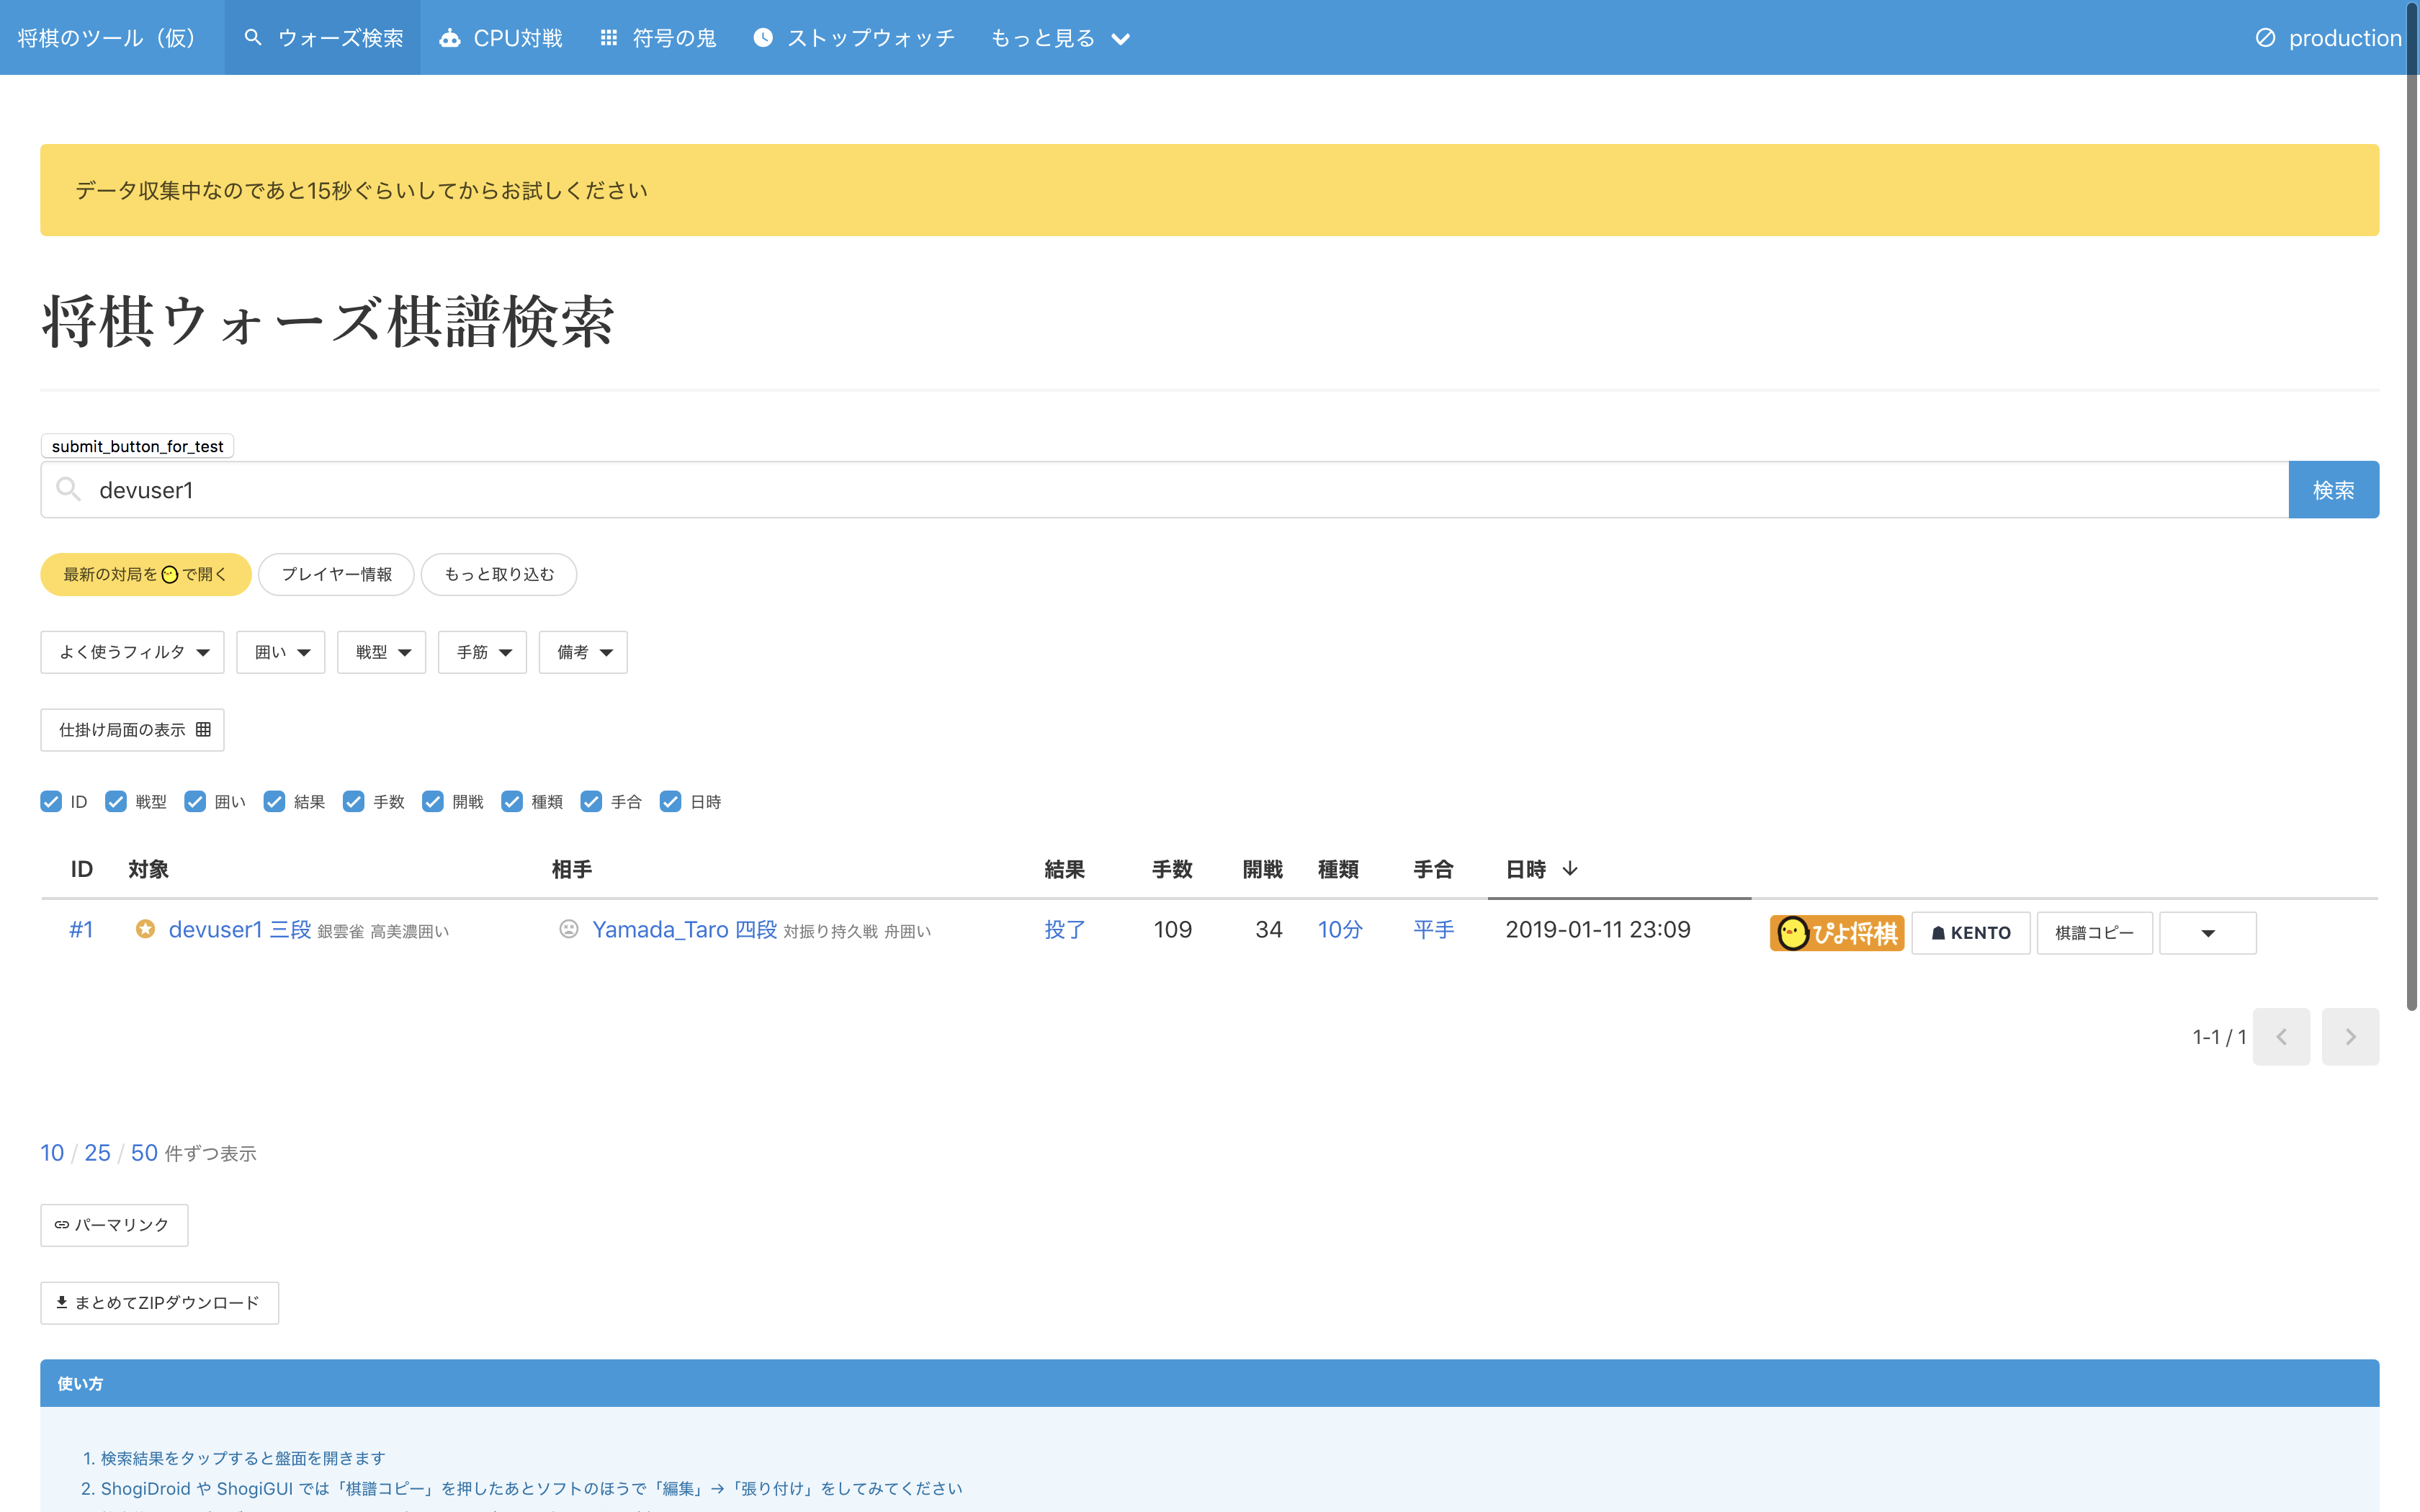 将棋のツール（仮） ウォーズ検索 CPU対戦 符号の鬼 ストップウォッチ もっと見る production
データ収集中なのであと15秒ぐらいしてからお試しください
将棋ウォーズ棋譜検索
submit_button_for_test
devuser1 検索
最新の対局を で開く プレイヤー情報 もっと取り込む
よく使うフィルタ 囲い 戦型 手筋 備考
仕掛け局面の表示
ID 戦型 囲い 結果 手数 開戦 種類 手合 日時
ID 対象 相手 結果 手数 開戦 種類 手合 日時
#1 devuser1 三段 銀雲雀 高美濃囲い Yamada_Taro 四段 対振り持久戦 舟囲い 投了 109 34 10分 平手 2019-01-11 23:09 ぴよ将棋 KENTO 棋譜コピー
1-1 / 1
10 / 25 / 50 件ずつ表示
パーマリンク
まとめてZIPダウンロード
使い方
1. 検索結果をタップすると盤面を開きます
2. ShogiDroid や ShogiGUI では「棋譜コピー」を押したあとソフトのほうで「編集」→「張り付け」をしてみてください